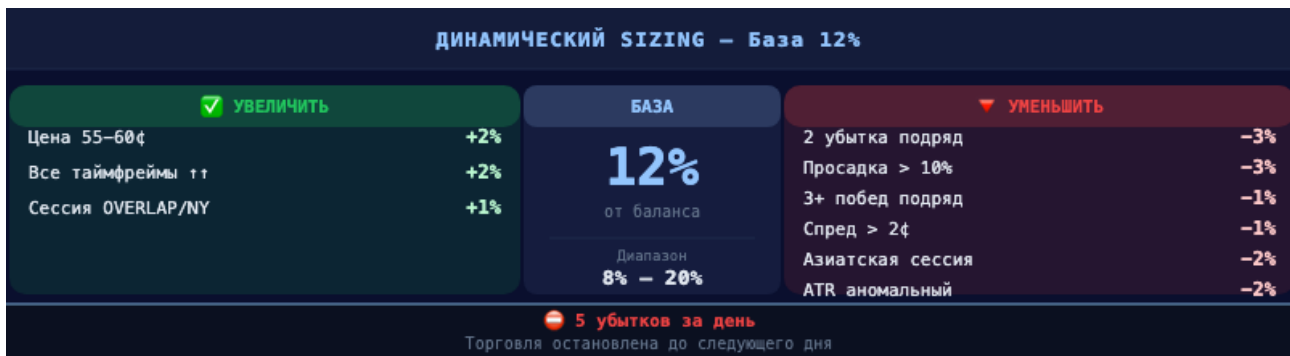 ДИНАМИЧЕСКИЙ SIZING — База 12%
✅ УВЕЛИЧИТЬ
Цена 55–60¢ +2%
Все таймфреймы ↑↑ +2%
Сессия OVERLAP/NY +1%
БАЗА
12%
от баланса
Диапазон
8% — 20%
🔻 УМЕНЬШИТЬ
2 убытка подряд −3%
Просадка > 10% −3%
3+ побед подряд −1%
Спред > 2¢ −1%
Азиатская сессия −2%
ATR аномальный −2%
⛔ 5 убытков за день
Торговля остановлена до следующего дня